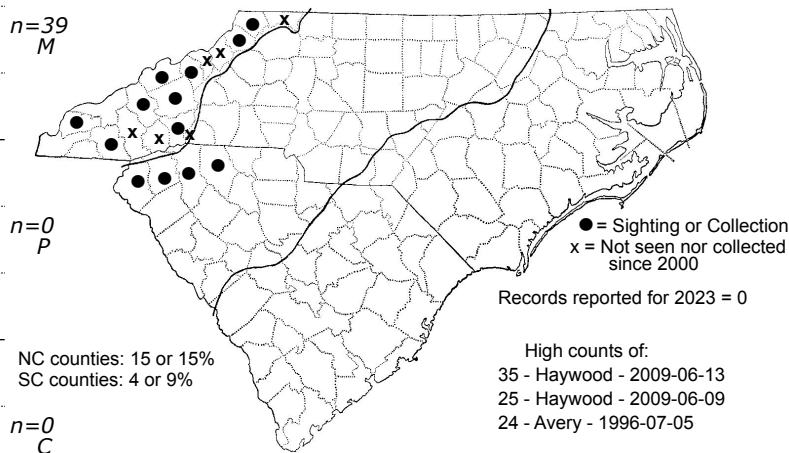 n=39
M
x
x
x
x
x
x
n=0
P
● = Sighting or Collection
x = Not seen nor collected
since 2000
Records reported for 2023 = 0
NC counties: 15 or 15%
SC counties: 4 or 9%
High counts of:
35 - Haywood - 2009-06-13
25 - Haywood - 2009-06-09
24 - Avery - 1996-07-05
n=0
C